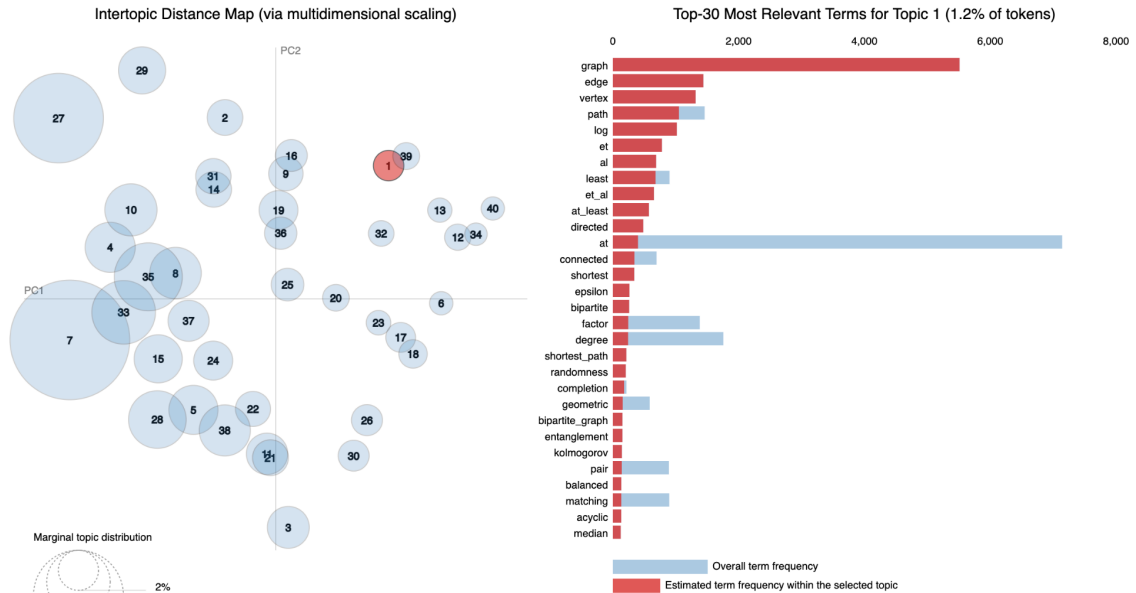 Intertopic Distance Map (via multidimensional scaling)
PC2
PC1
29
27
2
16
39
1
9
31
14
10
19
13
40
36
32
12
34
4
35
8
25
20
6
33
7
37
23
17
18
15
24
28
5
22
38
26
11
21
30
3
Marginal topic distribution
2%
Top-30 Most Relevant Terms for Topic 1 (1.2% of tokens)
0 2,000 4,000 6,000 8,000
graph
edge
vertex
path
log
et
al
least
et_al
at_least
directed
at
connected
shortest
epsilon
bipartite
factor
degree
shortest_path
randomness
completion
geometric
bipartite_graph
entanglement
kolmogorov
pair
balanced
matching
acyclic
median
Overall term frequency
Estimated term frequency within the selected topic